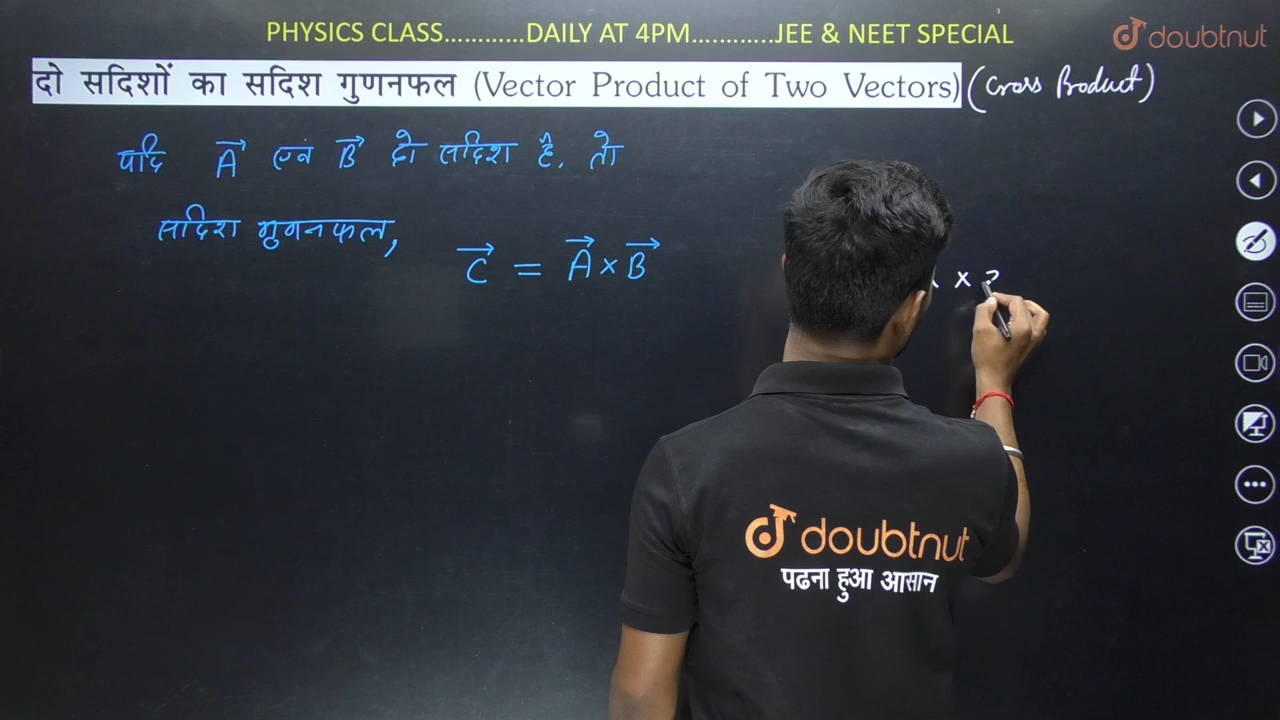 PHYSICS CLASS............DAILY AT 4PM............JEE & NEET SPECIAL
doubtnut
दो सदिशों का सदिश गुणनफल (Vector Product of Two Vectors) (Cross Product)
यदि A⃗ एवं B⃗ दो सदिश है, तो
सदिश गुणनफल,
C⃗ = A⃗ × B⃗
×
doubtnut
पढना हुआ आसान